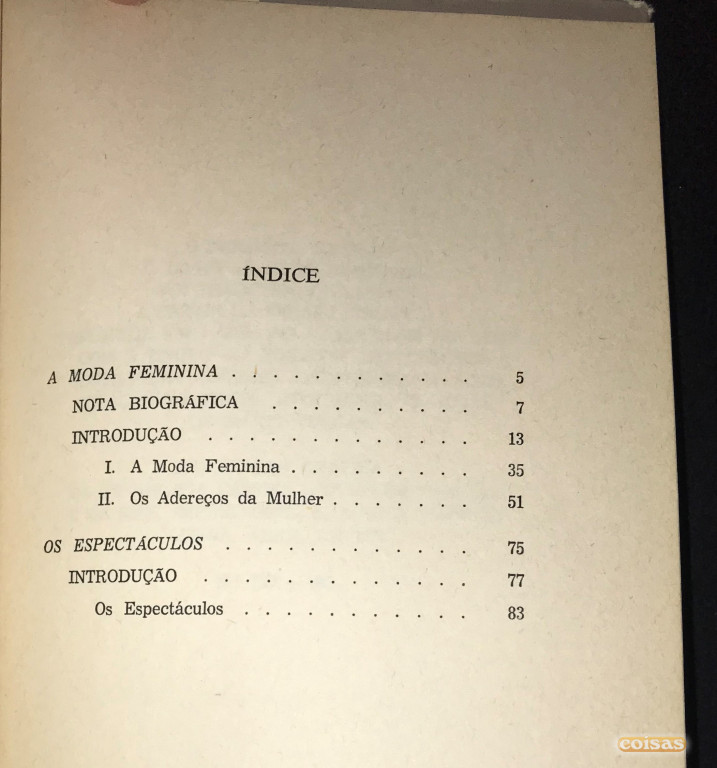 ÍNDICE
A MODA FEMININA . . . . . . . . . . . . 5
NOTA BIOGRÁFICA . . . . . . . . . . 7
INTRODUÇÃO . . . . . . . . . . . . . 13
I. A Moda Feminina . . . . . . . . . 35
II. Os Adereços da Mulher . . . . . . . 51
OS ESPECTÁCULOS . . . . . . . . . . . . 75
INTRODUÇÃO . . . . . . . . . . . . . 77
Os Espectáculos . . . . . . . . . . . 83
coisas